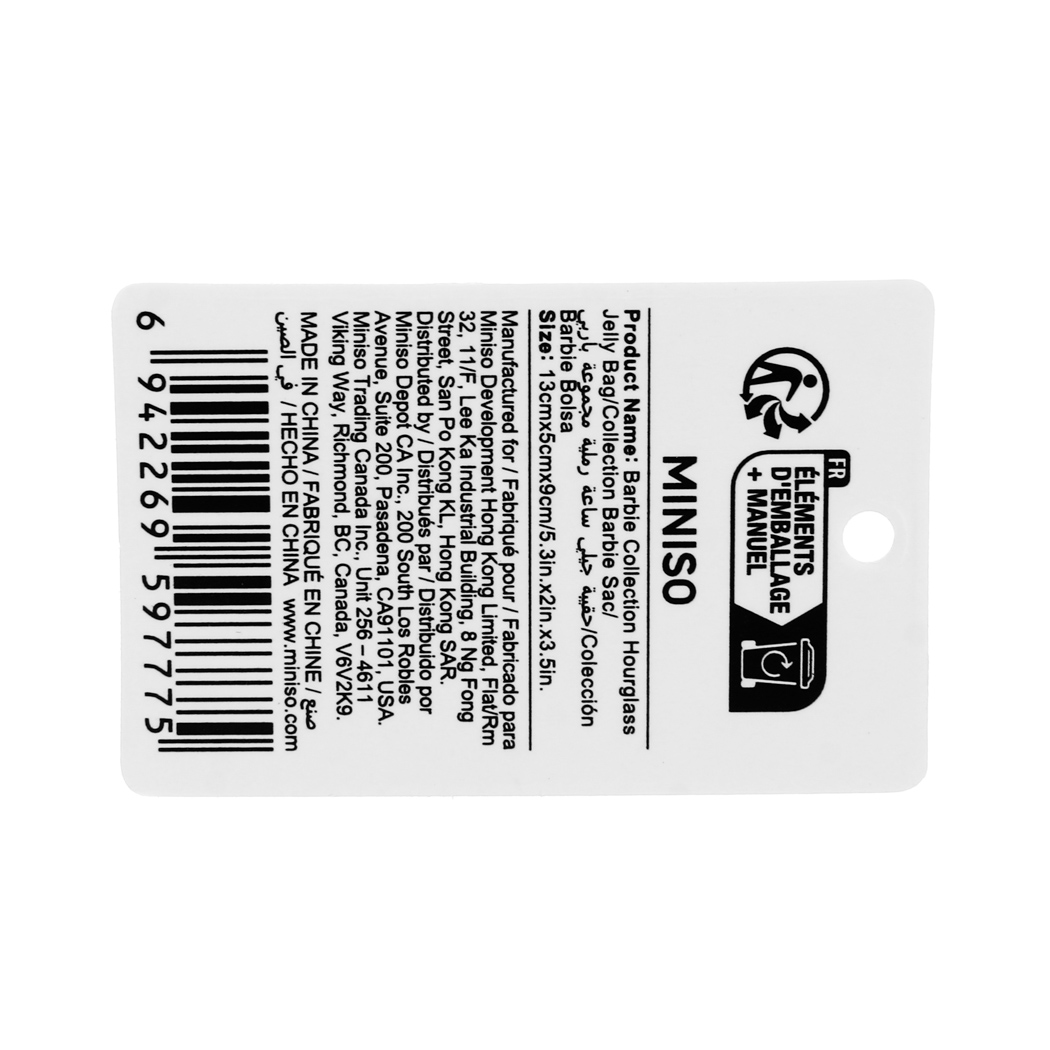 FR
ÉLÉMENTS
D'EMBALLAGE
+ MANUEL
MINISO
Product Name: Barbie Collection Hourglass
Jelly Bag/Collection Barbie Sac/
حقيبة جيلي ساعة رملية مجموعة باربي/Colección
Barbie Bolsa
Size: 13cmx5cmx9cm/5.3in.x2in.x3.5in.
Manufactured for / Fabriqué pour / Fabricado para
Miniso Development Hong Kong Limited, Flat/Rm
32, 11/F, Lee Ka Industrial Building, 8 Ng Fong
Street, San Po Kong KL, Hong Kong SAR.
Distributed by / Distribués par / Distribuido por
Miniso Depot CA Inc., 200 South Los Robles
Avenue, Suite 200, Pasadena, CA91101, USA.
Miniso Trading Canada Inc., Unit 256 – 4611
Viking Way, Richmond, BC, Canada, V6V2K9.
MADE IN CHINA / FABRIQUÉ EN CHINE / صنع
في الصين / HECHO EN CHINA www.miniso.com
6 942269 597775